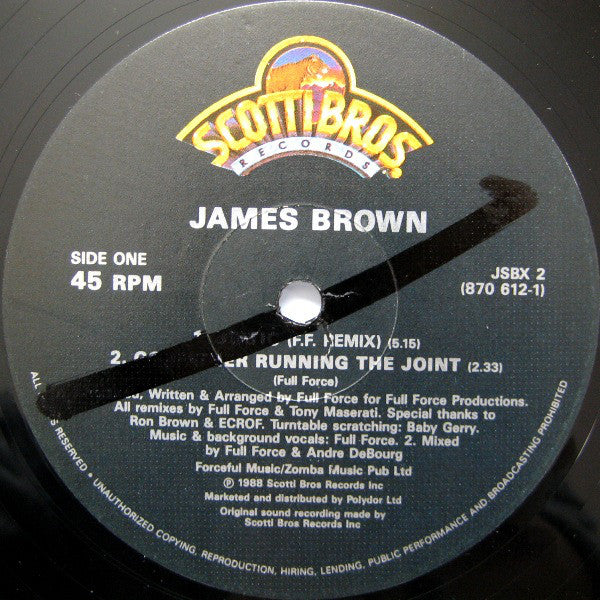 SCOTTI BROS.
RECORDS
JAMES BROWN
SIDE ONE
45 RPM
JSBX 2
(870 612-1)
(F.F. REMIX) (5.15)
2. RUNNING THE JOINT (2.33)
(Full Force)
Written & Arranged by Full Force for Full Force Productions.
All remixes by Full Force & Tony Maserati. Special thanks to
Ron Brown & ECROF. Turntable scratching: Baby Gerry.
Music & background vocals: Full Force. 2. Mixed
by Full Force & Andre DeBourg
Forceful Music/Zomba Music Pub Ltd
℗ 1988 Scotti Bros Records Inc
Marketed and distributed by Polydor Ltd
Original sound recording made by
Scotti Bros Records Inc
RESERVED • UNAUTHORIZED COPYING, REPRODUCTION, HIRING, LENDING, PUBLIC PERFORMANCE AND BROADCASTING PROHIBITED